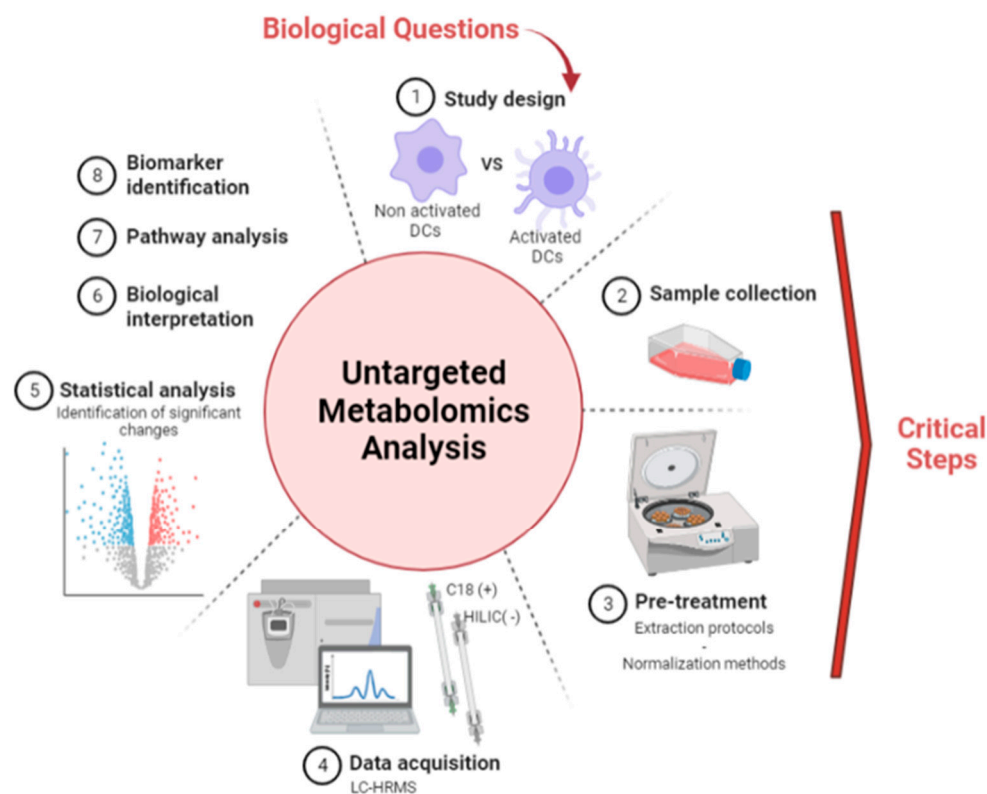 Biological Questions
1 Study design
VS
Non activated
DCs
Activated
DCs
2 Sample collection
Critical
Steps
3 Pre-treatment
Extraction protocols
-
Normalization methods
C18 (+)
HILIC( -)
4 Data acquisition
LC-HRMS
5 Statistical analysis
Identification of significant
changes
6 Biological
interpretation
7 Pathway analysis
8 Biomarker
identification
Untargeted
Metabolomics
Analysis